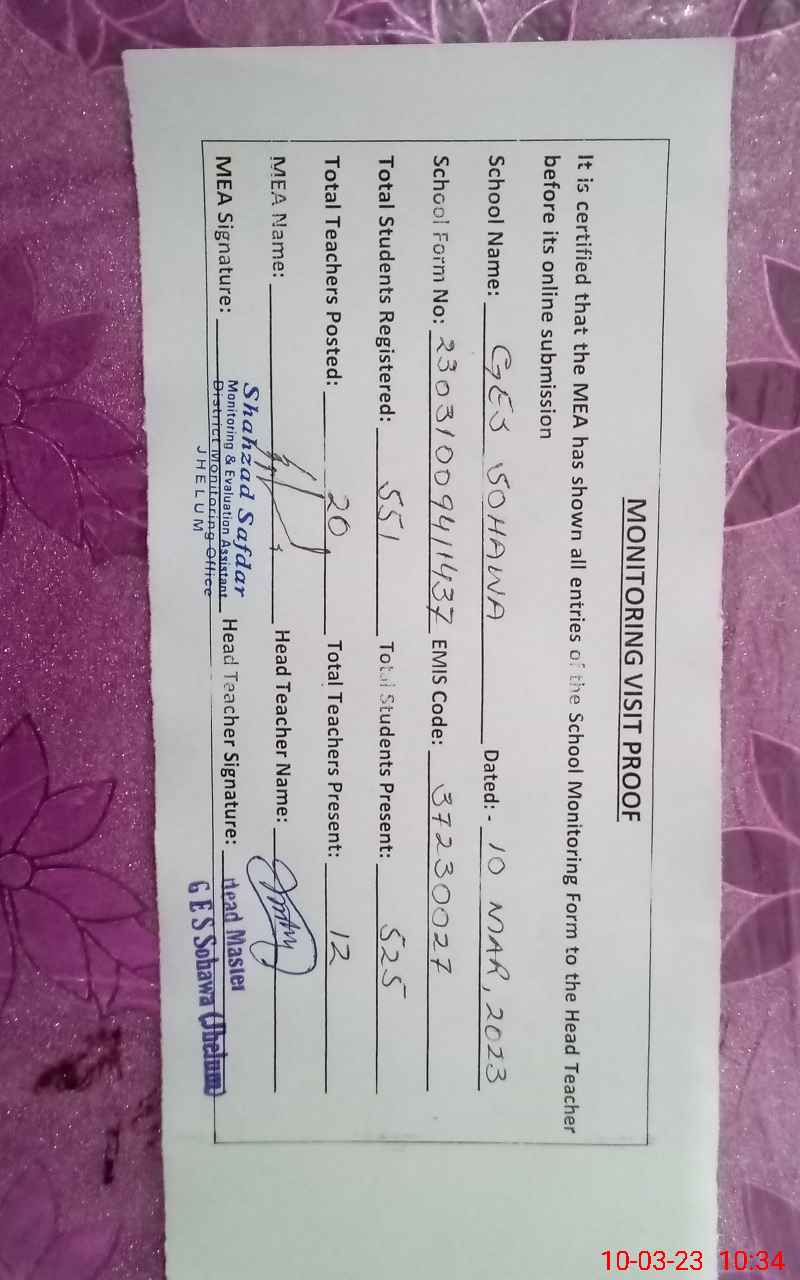 MONITORING VISIT PROOF
It is certified that the MEA has shown all entries of the School Monitoring Form to the Head Teacher
before its online submission
School Name: GES SOHAWA Dated: - 10 MAR, 2023
School Form No: 23031009411437 EMIS Code: 37230027
Total Students Registered: 551 Total Students Present: 525
Total Teachers Posted: 20 Total Teachers Present: 12
MEA Name: Head Teacher Name:
MEA Signature: Head Teacher Signature:
Shahzad Safdar
Monitoring & Evaluation Assistant
District Monitoring Office
JHELUM
Head Master
G E S Sohawa (Jhelum)
10-03-23 10:34